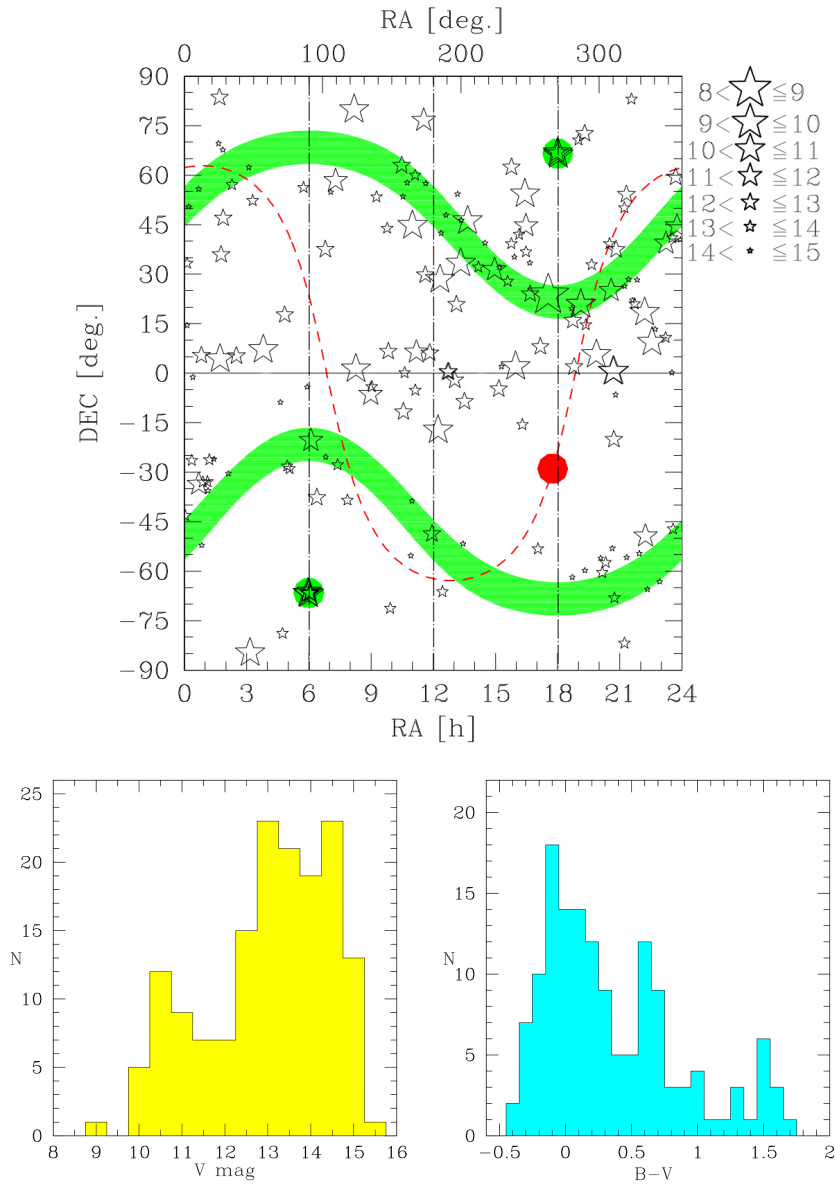 RA [deg.]
0 100 200 300
90
75
60
45
30
15
0
−15
−30
−45
−60
−75
−90
DEC [deg.]
8< ≦9
9< ≦10
10< ≦11
11< ≦12
12< ≦13
13< ≦14
14< ≦15
0 3 6 9 12 15 18 21 24
RA [h]
25
20
15
10
5
0
N
8 9 10 11 12 13 14 15 16
V mag
20
15
10
5
0
N
−0.5 0 0.5 1 1.5 2
B−V